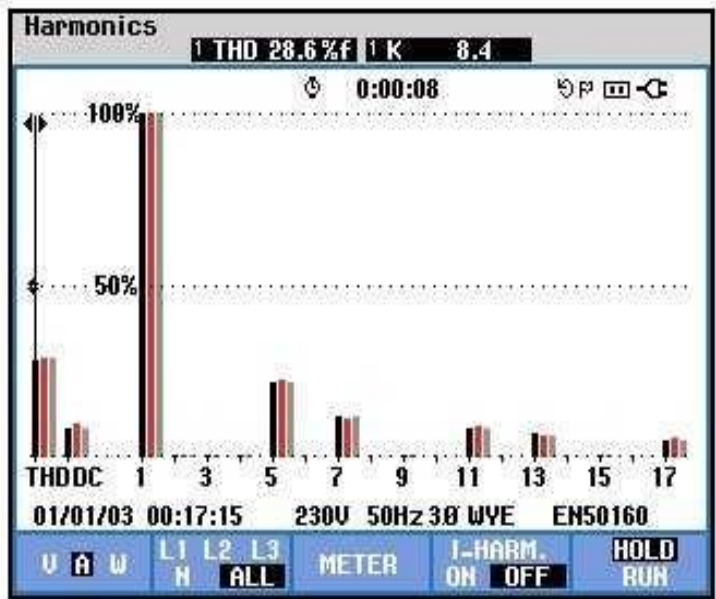 Harmonics
1 THD 28.6%f 1 K 8.4
0:00:08
100%
50%
THD DC 1 3 5 7 9 11 13 15 17
01/01/03 00:17:15 230V 50Hz 3Ø WYE EN50160
V A W L1 L2 L3 N ALL METER I-HARM. ON OFF HOLD RUN